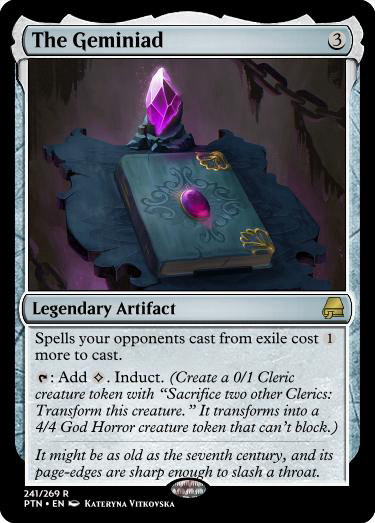 The Geminiad 3
Legendary Artifact
Spells your opponents cast from exile cost 1
more to cast.
: Add . Induct. (Create a 0/1 Cleric
creature token with “Sacrifice two other Clerics:
Transform this creature.” It transforms into a
4/4 God Horror creature token that can’t block.)
It might be as old as the seventh century, and its
page-edges are sharp enough to slash a throat.
241/269 R
PTN • EN Kateryna Vitkovska